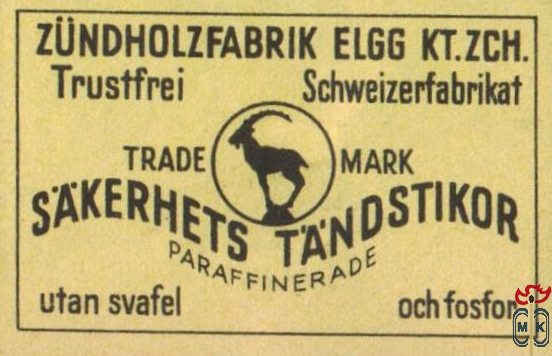 ZÜNDHOLZFABRIK ELGG KT.ZCH.
Trustfrei Schweizerfabrikat
TRADE MARK
SÄKERHETS TÄNDSTIKOR
PARAFFINERADE
utan svafel och fosfor
MK